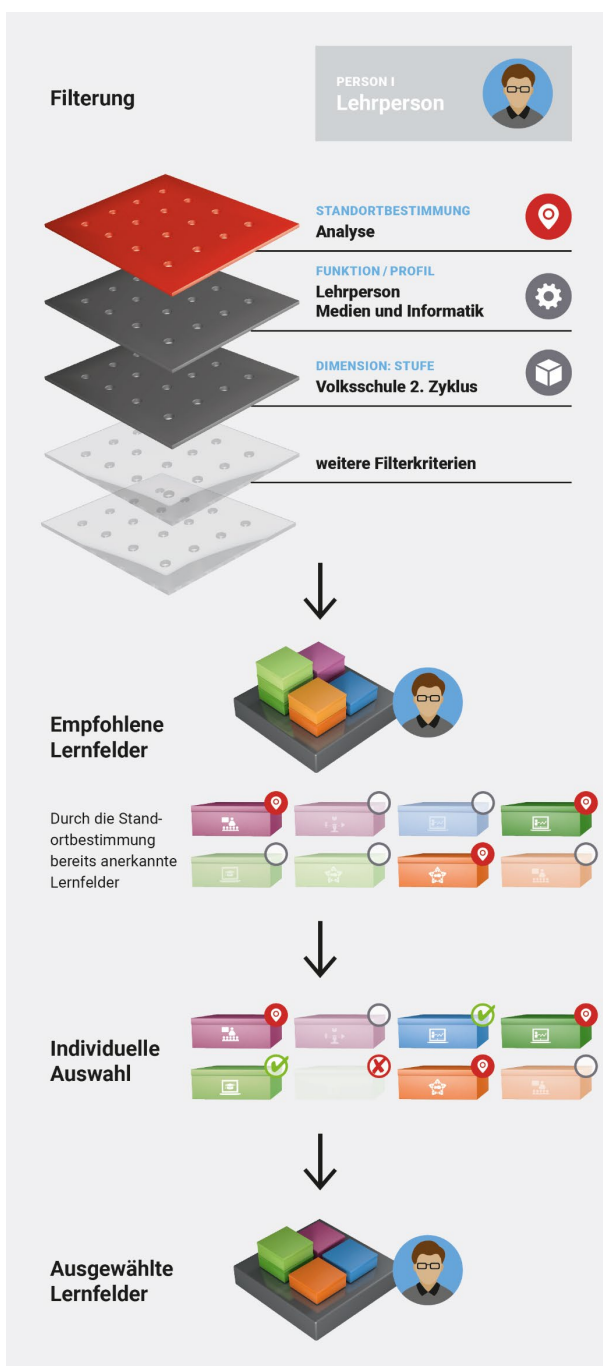 Filterung
PERSON I
Lehrperson
STANDORTBESTIMMUNG
Analyse
FUNKTION / PROFIL
Lehrperson
Medien und Informatik
DIMENSION: STUFE
Volksschule 2. Zyklus
weitere Filterkriterien
Empfohlene
Lernfelder
Durch die Stand-
ortbestimmung
bereits anerkannte
Lernfelder
Individuelle
Auswahl
Ausgewählte
Lernfelder